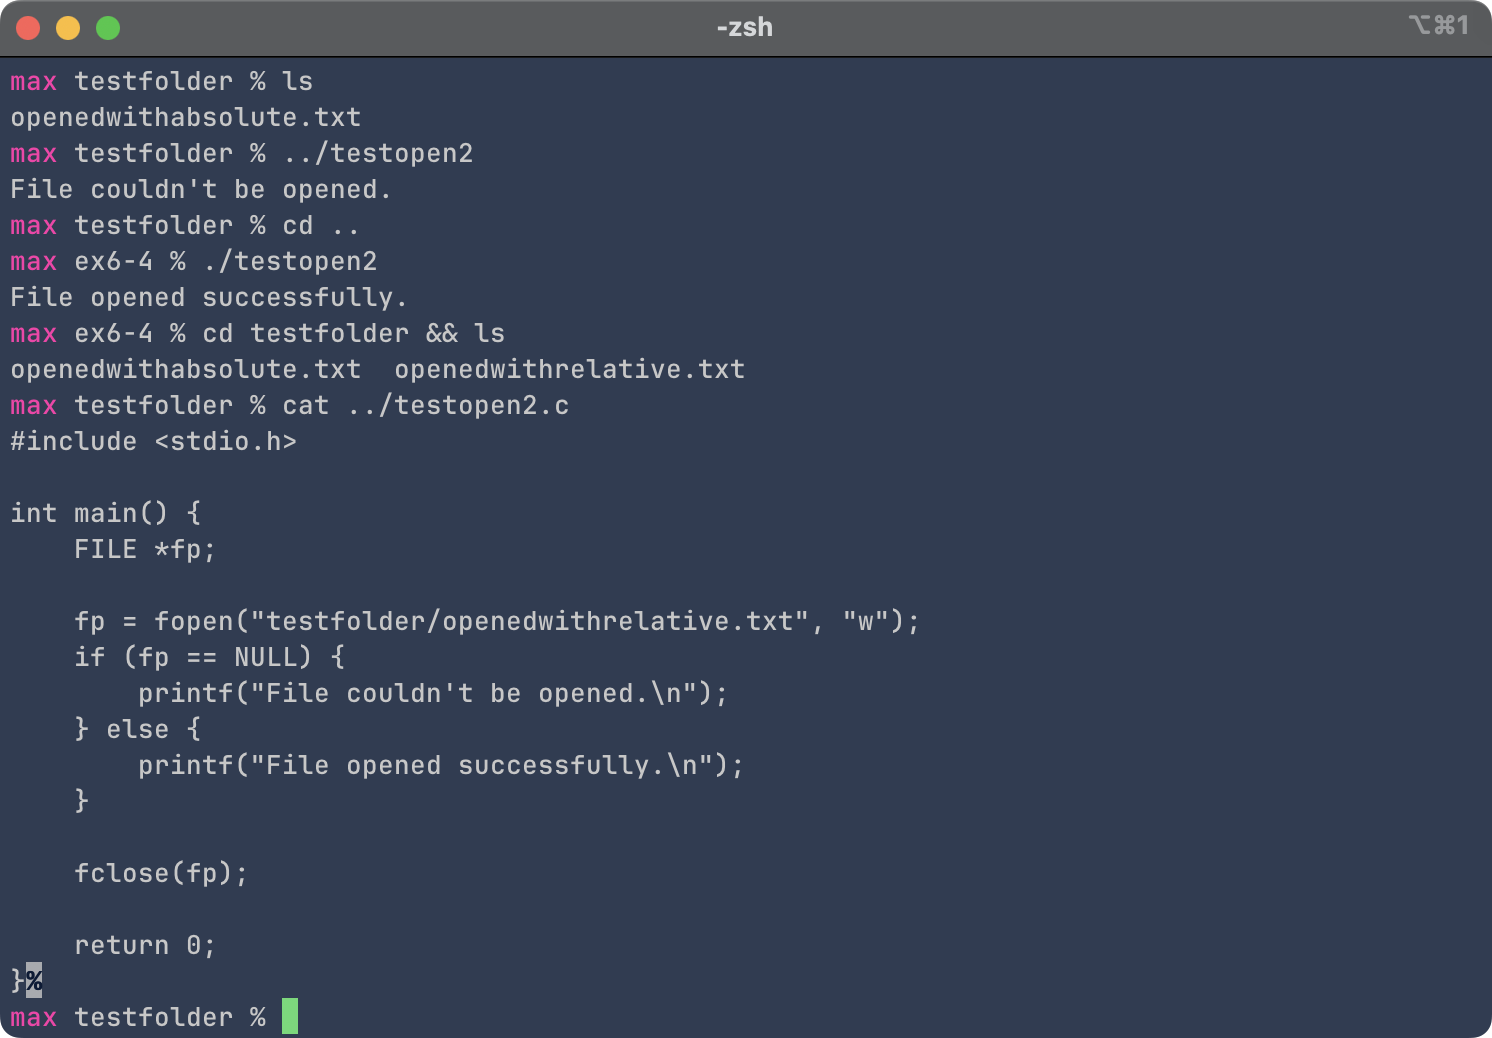 -zsh
⌥⌘1
max testfolder % ls
openedwithabsolute.txt
max testfolder % ../testopen2
File couldn't be opened.
max testfolder % cd ..
max ex6-4 % ./testopen2
File opened successfully.
max ex6-4 % cd testfolder && ls
openedwithabsolute.txt  openedwithrelative.txt
max testfolder % cat ../testopen2.c
#include <stdio.h>

int main() {
    FILE *fp;

    fp = fopen("testfolder/openedwithrelative.txt", "w");
    if (fp == NULL) {
        printf("File couldn't be opened.\n");
    } else {
        printf("File opened successfully.\n");
    }

    fclose(fp);

    return 0;
}%
max testfolder %